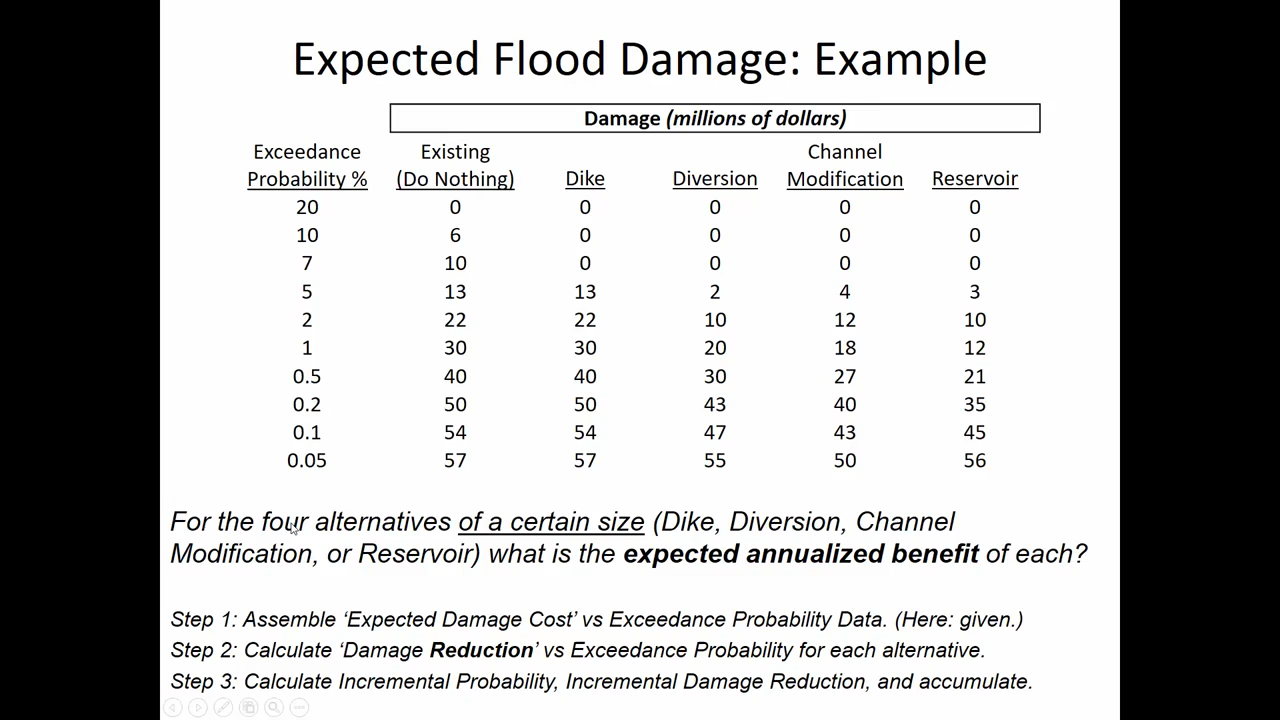 Expected Flood Damage: Example
Damage (millions of dollars)
Exceedance Existing Channel
Probability % (Do Nothing) Dike Diversion Modification Reservoir
20 0 0 0 0 0
10 6 0 0 0 0
7 10 0 0 0 0
5 13 13 2 4 3
2 22 22 10 12 10
1 30 30 20 18 12
0.5 40 40 30 27 21
0.2 50 50 43 40 35
0.1 54 54 47 43 45
0.05 57 57 55 50 56
For the four alternatives of a certain size (Dike, Diversion, Channel
Modification, or Reservoir) what is the expected annualized benefit of each?
Step 1: Assemble ‘Expected Damage Cost’ vs Exceedance Probability Data. (Here: given.)
Step 2: Calculate ‘Damage Reduction’ vs Exceedance Probability for each alternative.
Step 3: Calculate Incremental Probability, Incremental Damage Reduction, and accumulate.